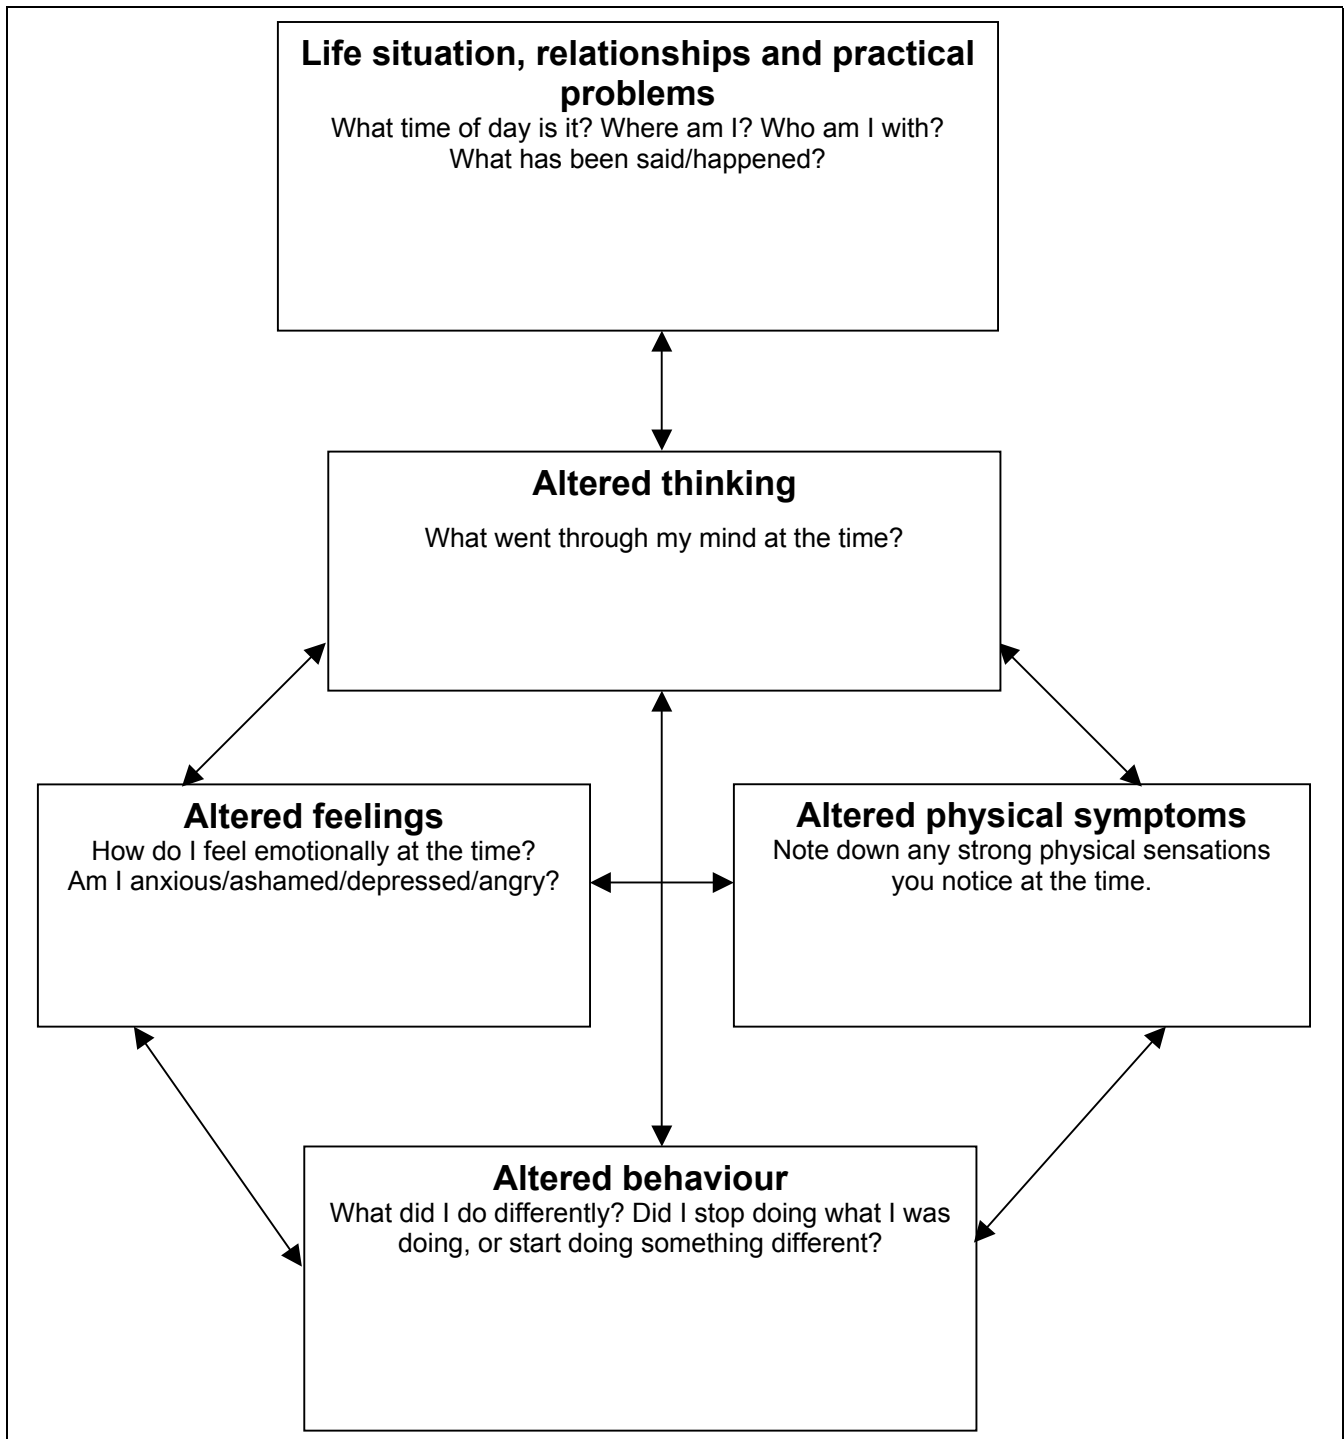 Life situation, relationships and practical
problems
What time of day is it? Where am I? Who am I with?
What has been said/happened?
Altered thinking
What went through my mind at the time?
Altered feelings
How do I feel emotionally at the time?
Am I anxious/ashamed/depressed/angry?
Altered physical symptoms
Note down any strong physical sensations
you notice at the time.
Altered behaviour
What did I do differently? Did I stop doing what I was
doing, or start doing something different?